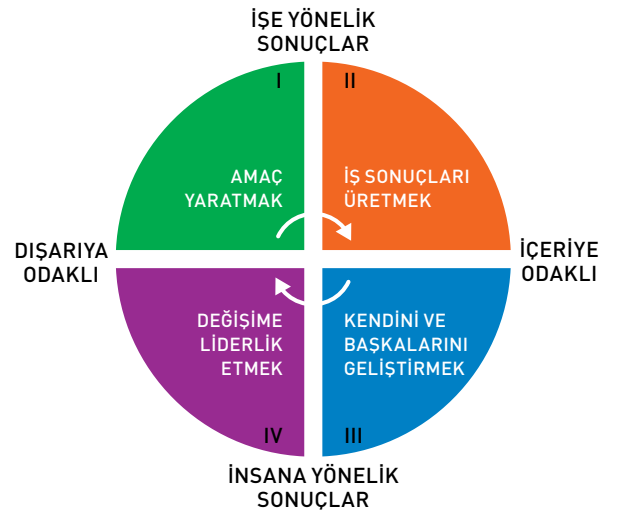 İŞE YÖNELİK
SONUÇLAR
I
II
AMAÇ
YARATMAK
İŞ SONUÇLARI
ÜRETMEK
DIŞARIYA
ODAKLI
İÇERİYE
ODAKLI
DEĞİŞİME
LİDERLİK
ETMEK
KENDİNİ VE
BAŞKALARINI
GELİŞTİRMEK
IV
III
İNSANA YÖNELİK
SONUÇLAR